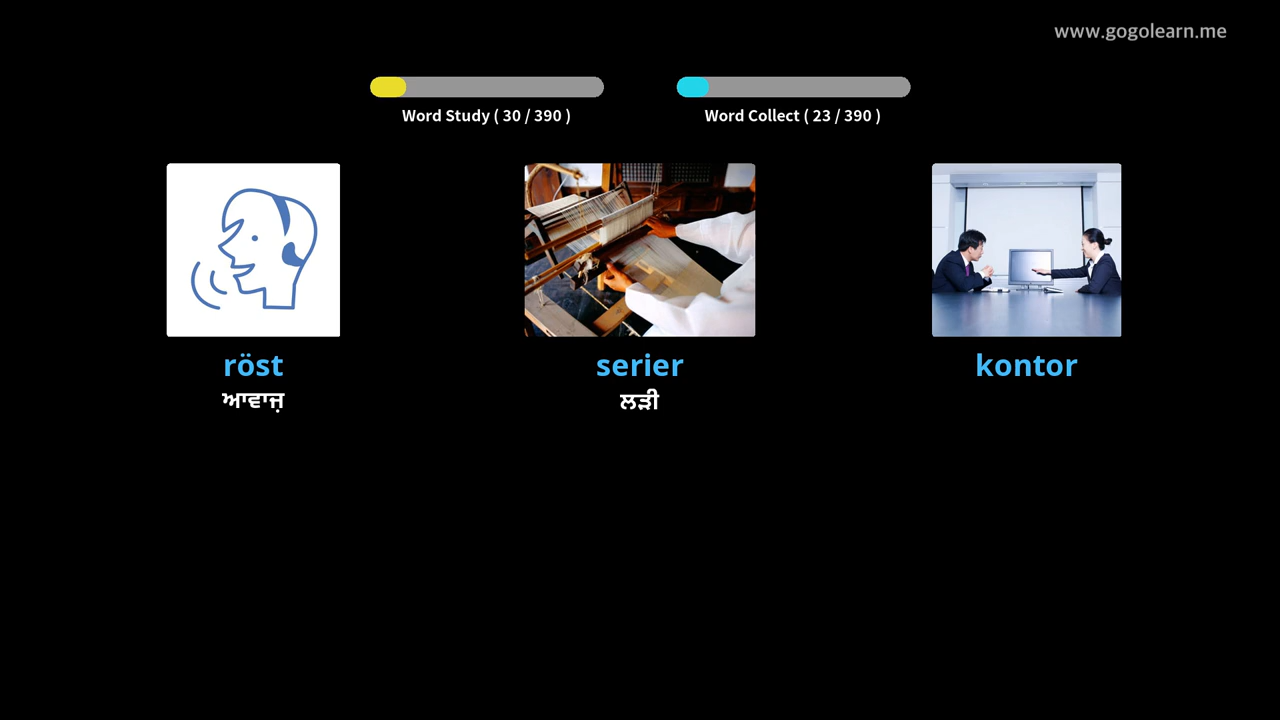 www.gogolearn.me
Word Study ( 30 / 390 )
Word Collect ( 23 / 390 )
röst
serier
kontor
ਆਵਾਜ਼
ਲੜੀ